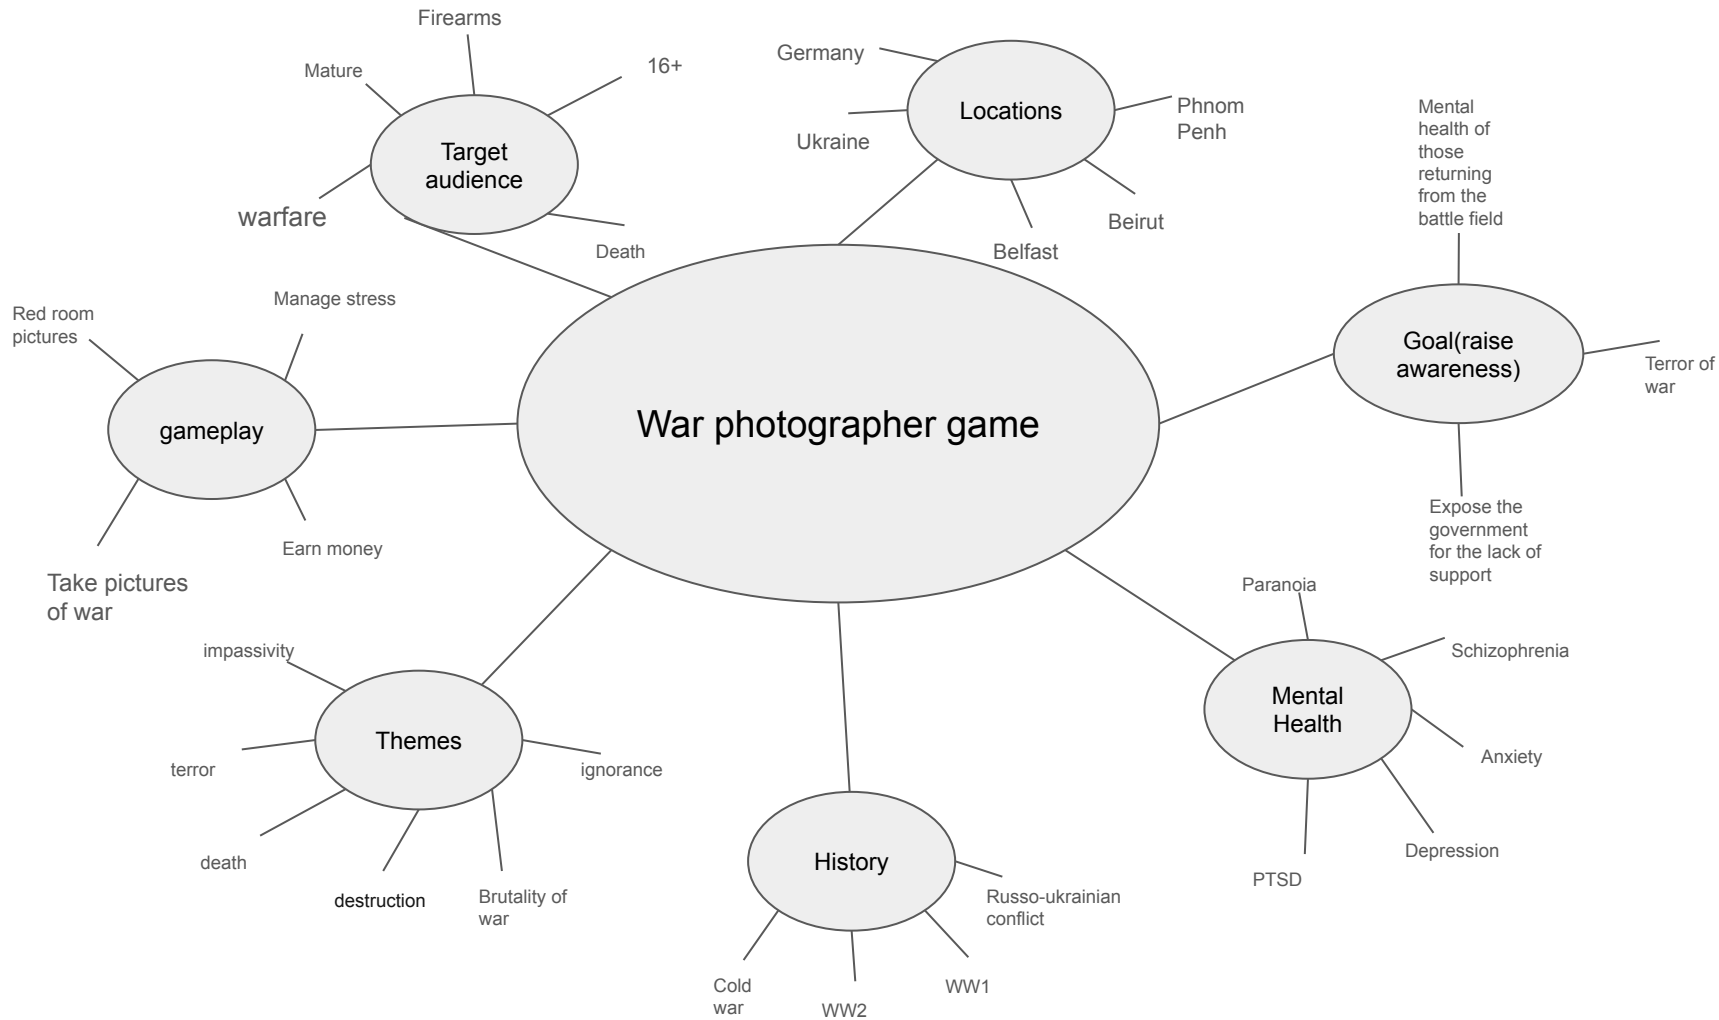 Firearms
Mature
16+
Target
audience
warfare
Death
Germany
Locations
Phnom
Penh
Ukraine
Beirut
Belfast
Mental
health of
those
returning
from the
battle field
Goal(raise
awareness)
Terror of
war
Expose the
government
for the lack of
support
War photographer game
Red room
pictures
Manage stress
gameplay
Earn money
Take pictures
of war
impassivity
Themes
terror
ignorance
death
destruction
Brutality of
war
History
Russo-ukrainian
conflict
Cold
war
WW2
WW1
Paranoia
Schizophrenia
Mental
Health
Anxiety
Depression
PTSD